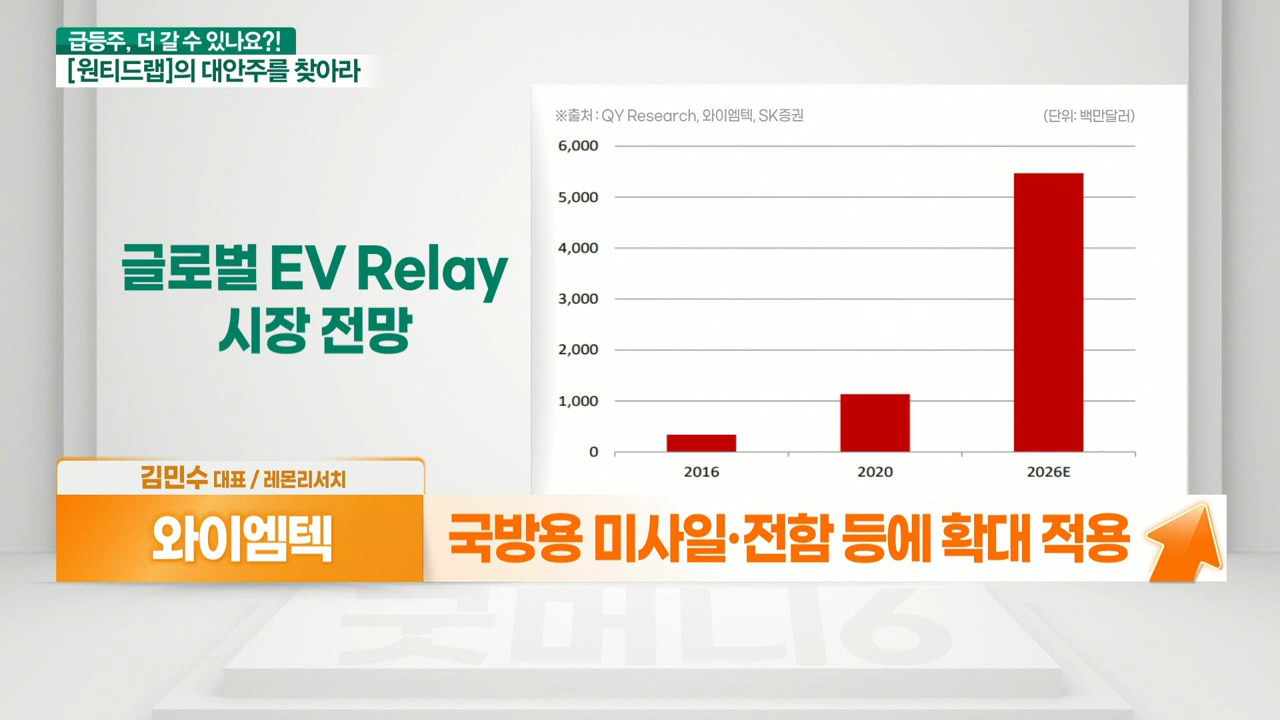 급등주, 더 갈 수 있나요?!
[원티드랩]의 대안주를 찾아라
※출처 : QY Research, 와이엠텍, SK증권
(단위: 백만달러)
6,000
5,000
4,000
3,000
2,000
1,000
0
2016
2020
2026E
글로벌 EV Relay
시장 전망
김민수 대표 / 레몬리서치
와이엠텍
국방용 미사일·전함 등에 확대 적용
굿머니6